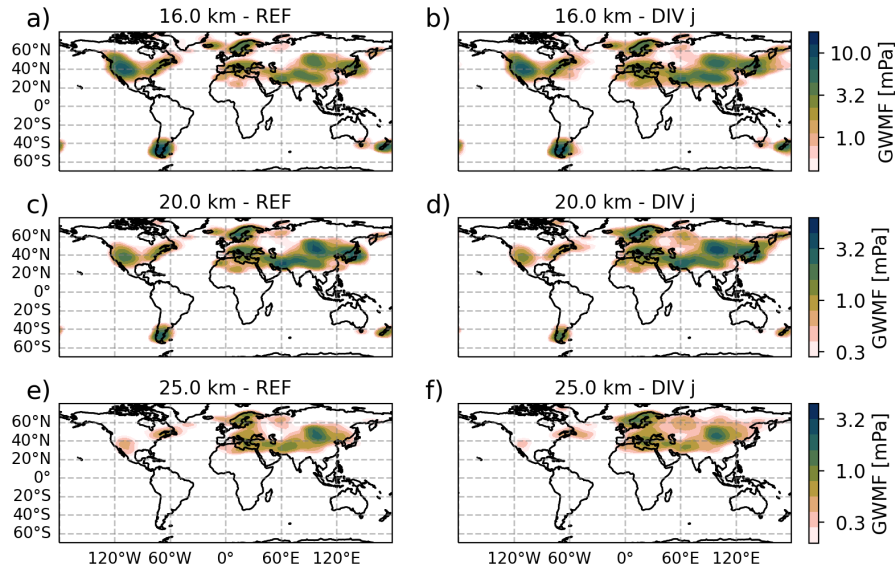 a) 16.0 km - REF
b) 16.0 km - DIV j
60°N
40°N
20°N
0°
20°S
40°S
60°S
10.0
3.2
1.0
GWMF [mPa]
c) 20.0 km - REF
d) 20.0 km - DIV j
60°N
40°N
20°N
0°
20°S
40°S
60°S
3.2
1.0
0.3
GWMF [mPa]
e) 25.0 km - REF
f) 25.0 km - DIV j
60°N
40°N
20°N
0°
20°S
40°S
60°S
3.2
1.0
0.3
GWMF [mPa]
120°W 60°W 0° 60°E 120°E
120°W 60°W 0° 60°E 120°E